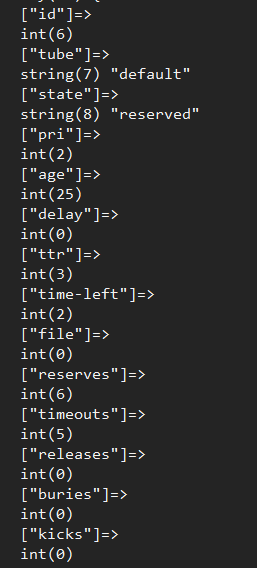 ["id"]=>
int(6)
["tube"]=>
string(7) "default"
["state"]=>
string(8) "reserved"
["pri"]=>
int(2)
["age"]=>
int(25)
["delay"]=>
int(0)
["ttr"]=>
int(3)
["time-left"]=>
int(2)
["file"]=>
int(0)
["reserves"]=>
int(6)
["timeouts"]=>
int(5)
["releases"]=>
int(0)
["buries"]=>
int(0)
["kicks"]=>
int(0)